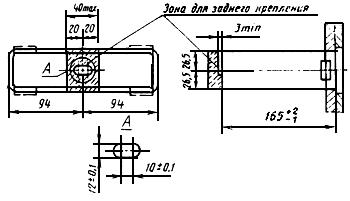 40max
Зона для заднего крепления
20 20
3min
А
26,5 26,5
94 94
165 +2 -1
А
12±0,1
10±0,1